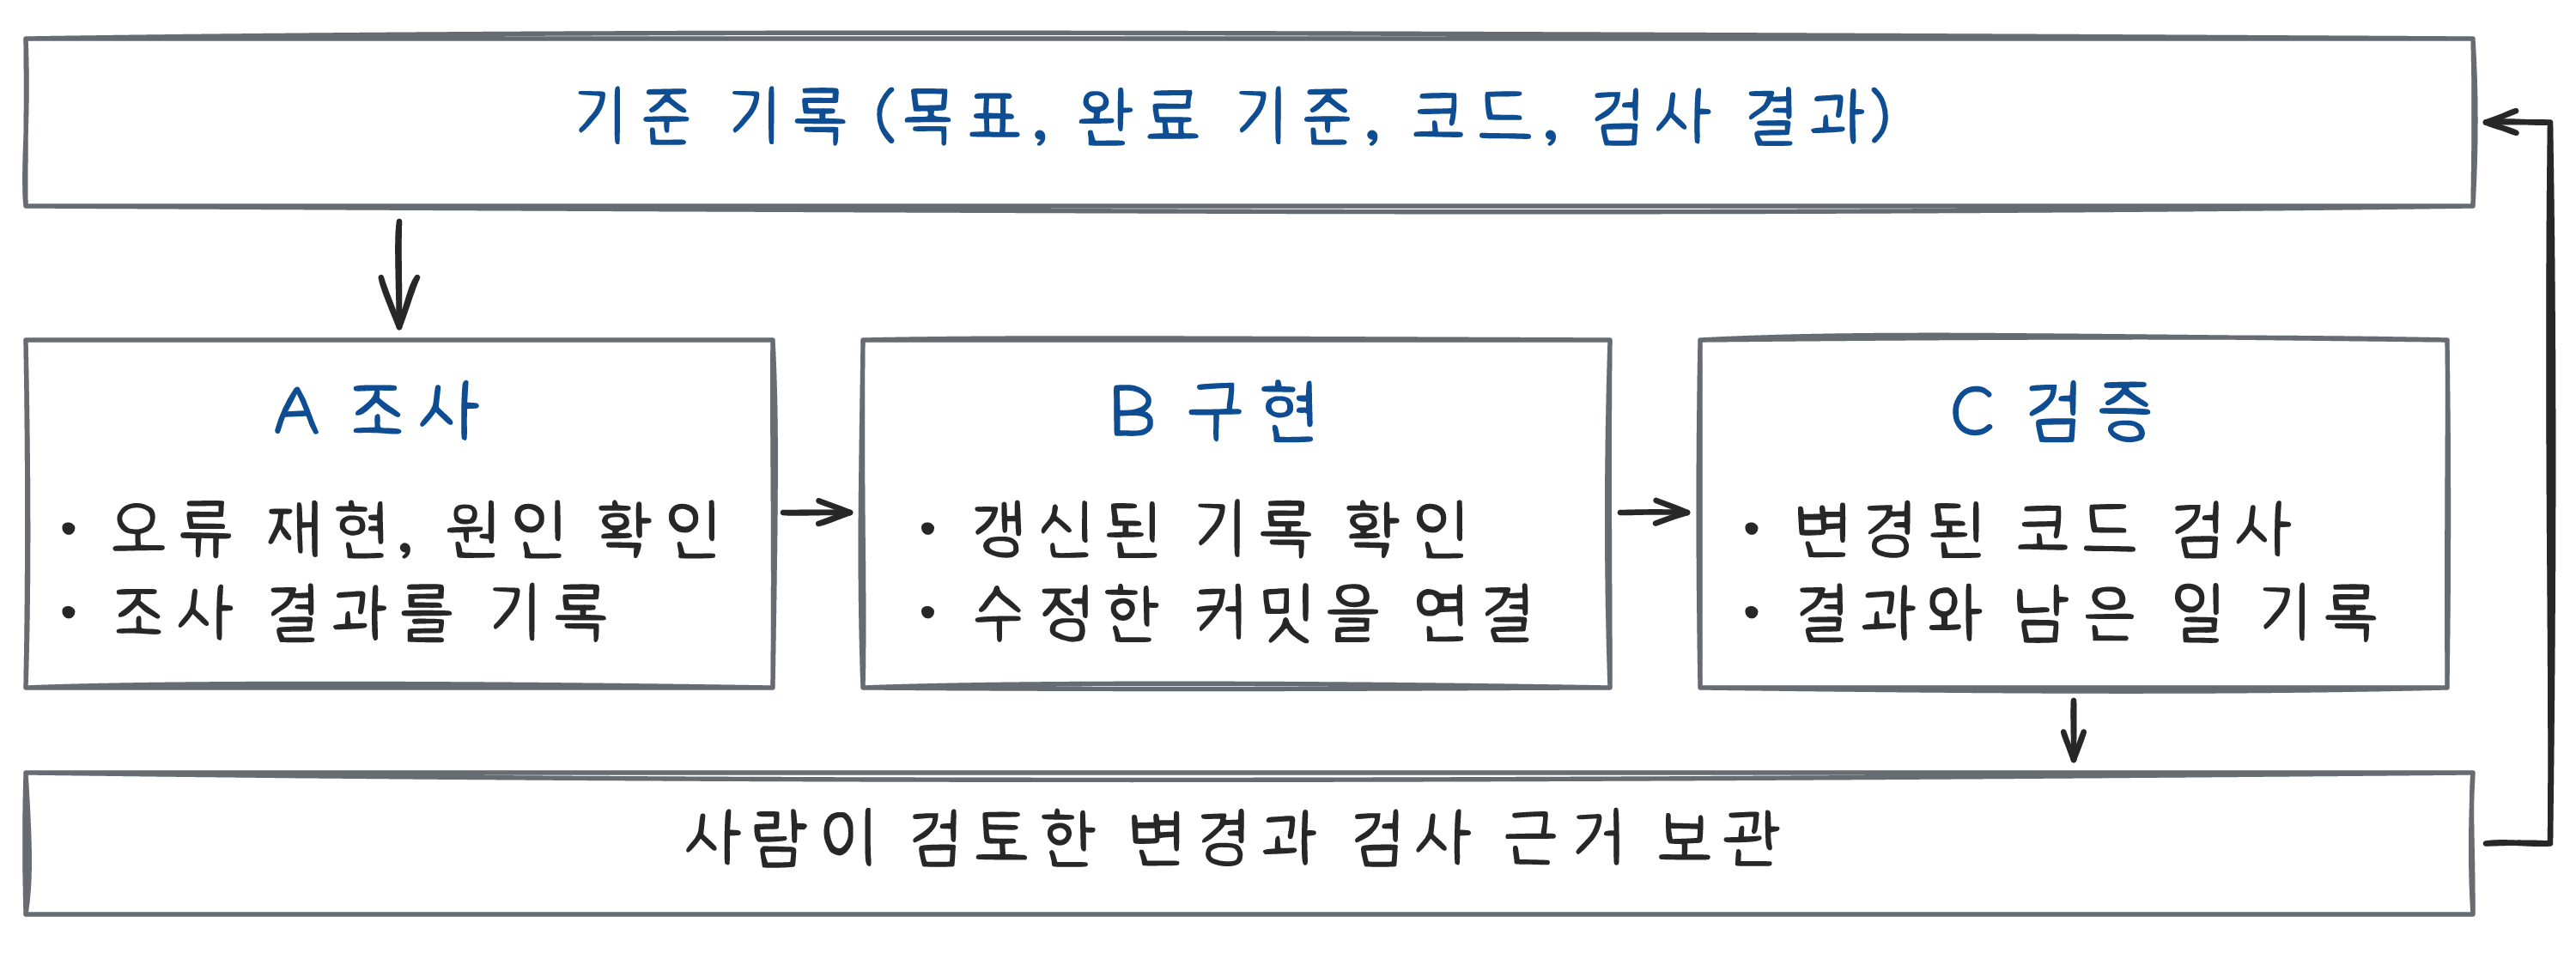 기준 기록 (목표, 완료 기준, 코드, 검사 결과)
A 조사
• 오류 재현, 원인 확인
• 조사 결과를 기록
B 구현
• 갱신된 기록 확인
• 수정한 커밋을 연결
C 검증
• 변경된 코드 검사
• 결과와 남은 일 기록
사람이 검토한 변경과 검사 근거 보관